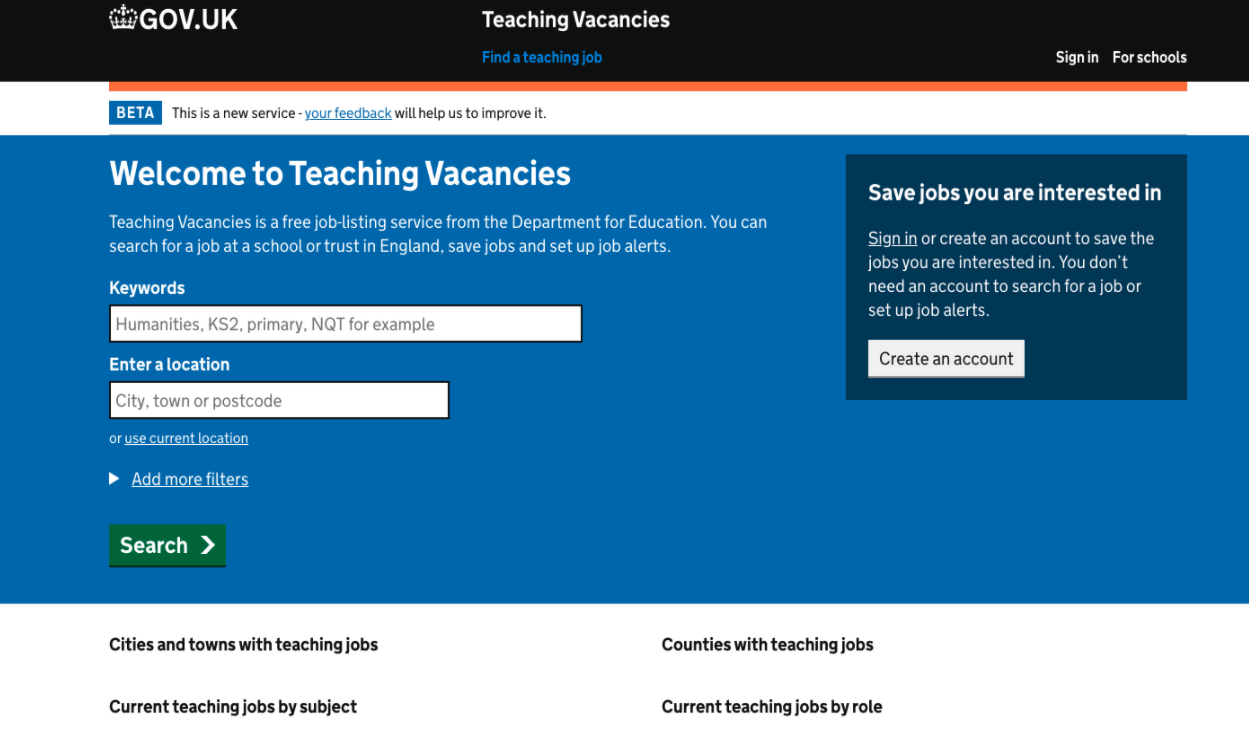 GOV.UK
Teaching Vacancies
Find a teaching job
Sign in For schools
BETA This is a new service - your feedback will help us to improve it.
Welcome to Teaching Vacancies
Teaching Vacancies is a free job-listing service from the Department for Education. You can
search for a job at a school or trust in England, save jobs and set up job alerts.
Keywords
Humanities, KS2, primary, NQT for example
Enter a location
City, town or postcode
or use current location
Add more filters
Search
Save jobs you are interested in
Sign in or create an account to save the
jobs you are interested in. You don't
need an account to search for a job or
set up job alerts.
Create an account
Cities and towns with teaching jobs
Counties with teaching jobs
Current teaching jobs by subject
Current teaching jobs by role